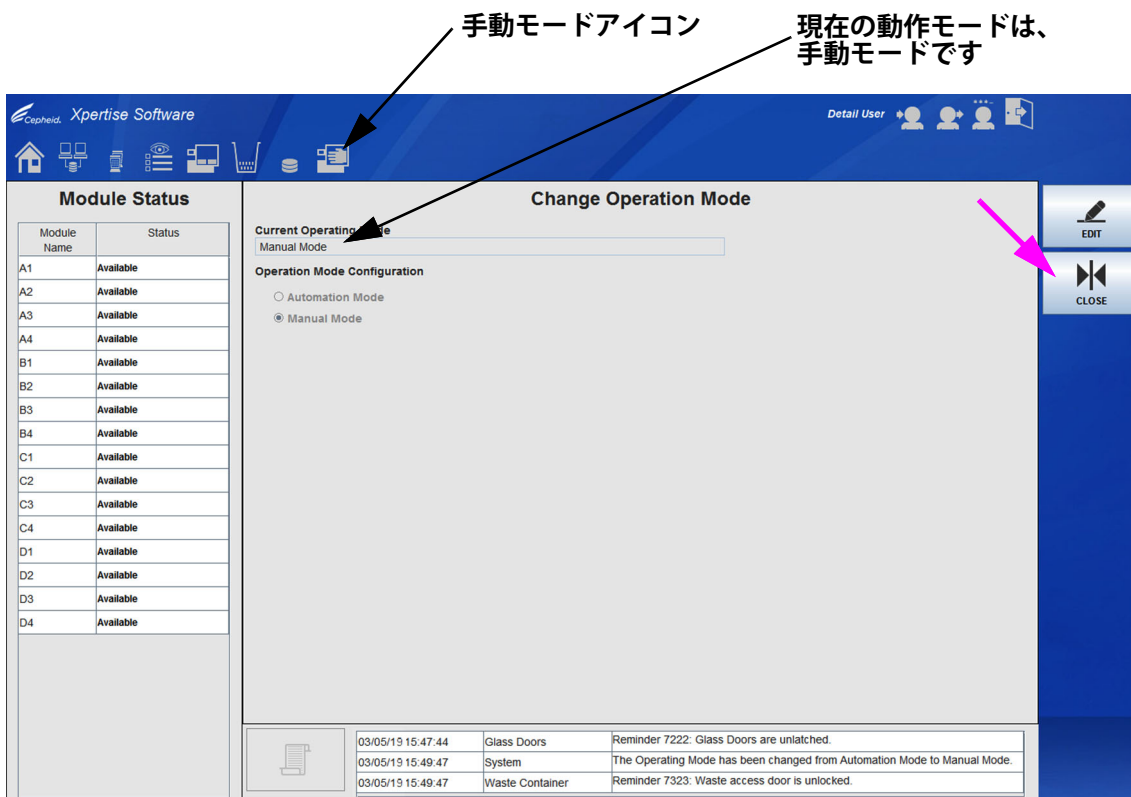 手動モードアイコン
現在の動作モードは、
手動モードです
Cepheid. Xpertise Software
Detail User
Module Status
Change Operation Mode
Module Name
Status
A1 Available
A2 Available
A3 Available
A4 Available
B1 Available
B2 Available
B3 Available
B4 Available
C1 Available
C2 Available
C3 Available
C4 Available
D1 Available
D2 Available
D3 Available
D4 Available
Current Operating
Manual Mode
Operation Mode Configuration
Automation Mode
Manual Mode
EDIT
CLOSE
03/05/19 15:47:44 Glass Doors Reminder 7222: Glass Doors are unlatched.
03/05/19 15:49:47 System The Operating Mode has been changed from Automation Mode to Manual Mode.
03/05/19 15:49:47 Waste Container Reminder 7323: Waste access door is unlocked.